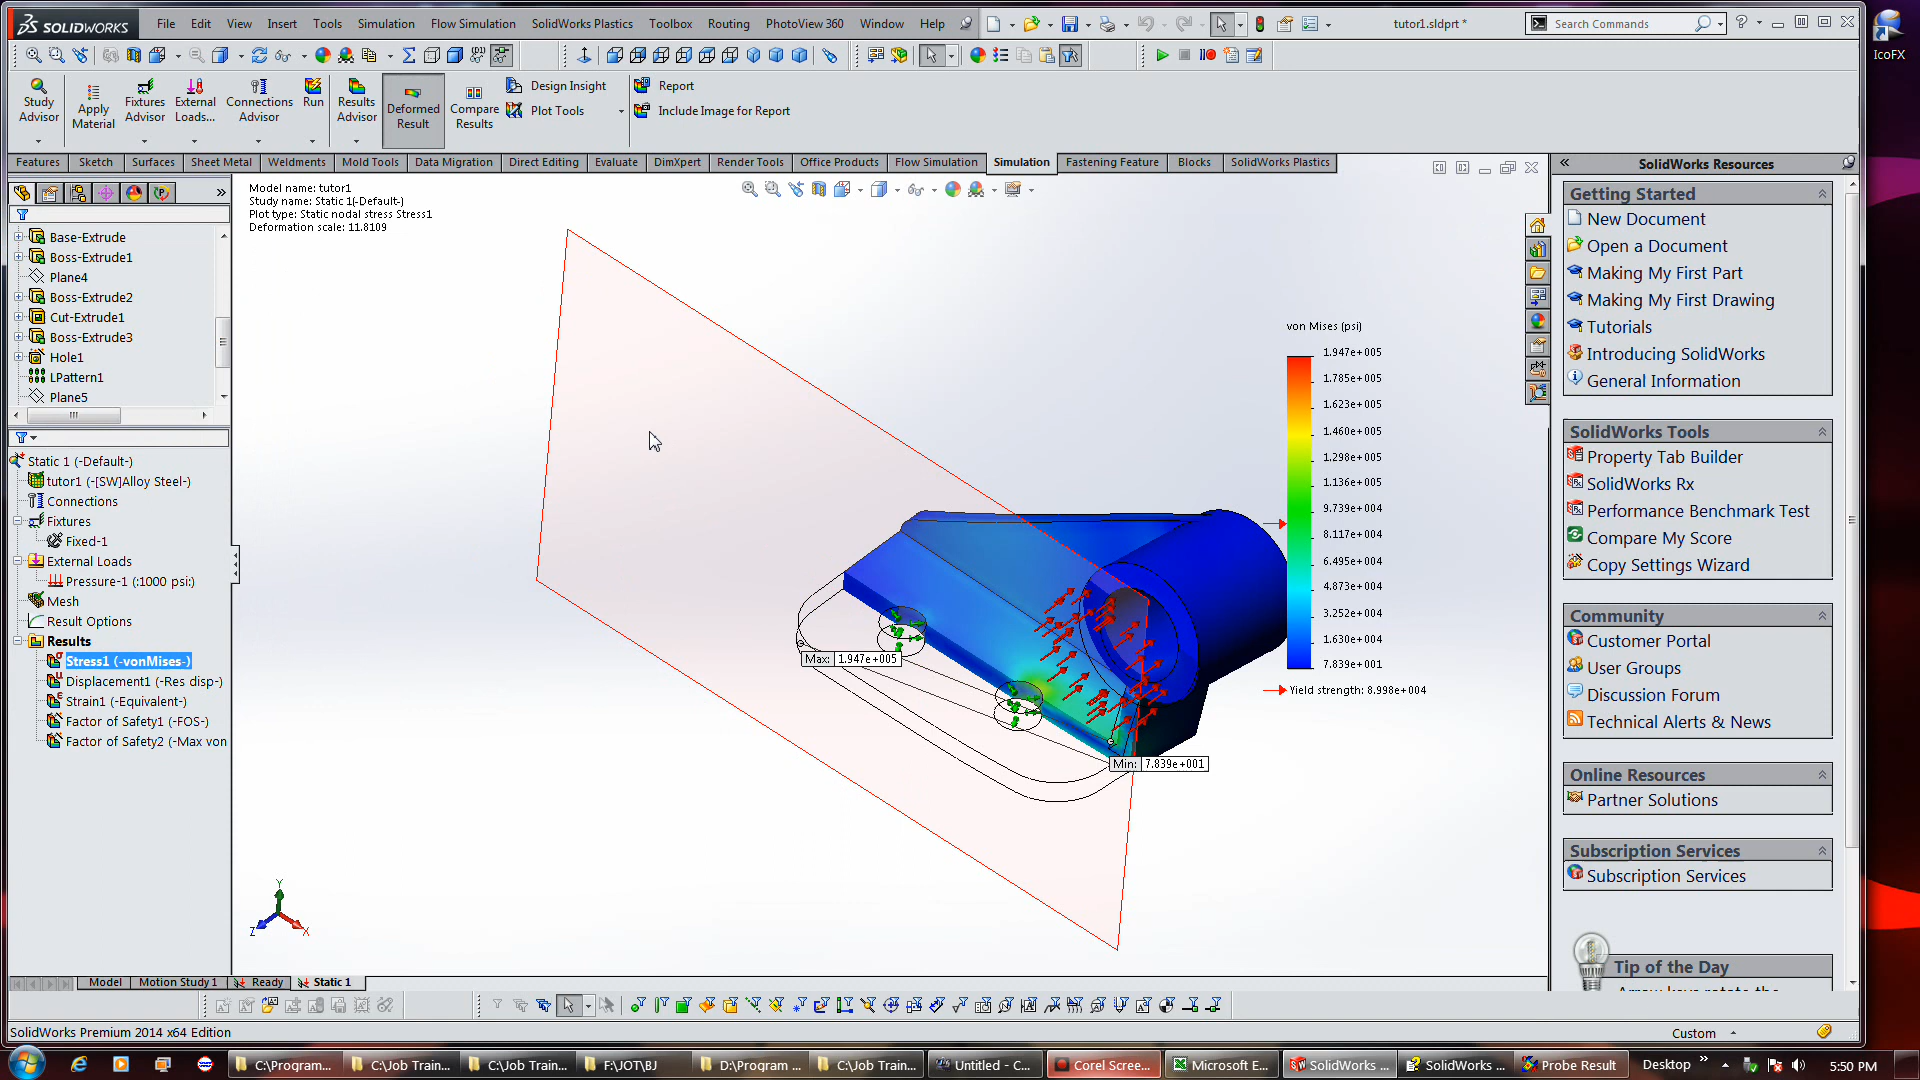 SOLIDWORKS File Edit View Insert Tools Simulation Flow Simulation SolidWorks Plastics Toolbox Routing PhotoView 360 Window Help tutor1.sldprt * Search Commands
IcoFX
Study Advisor
Apply Material
Fixtures Advisor
External Loads...
Connections Advisor
Run
Results Advisor
Deformed Result
Compare Results
Design Insight
Plot Tools
Report
Include Image for Report
Features Sketch Surfaces Sheet Metal Weldments Mold Tools Data Migration Direct Editing Evaluate DimXpert Render Tools Office Products Flow Simulation Simulation Fastening Feature Blocks SolidWorks Plastics
Base-Extrude
Boss-Extrude1
Plane4
Boss-Extrude2
Cut-Extrude1
Boss-Extrude3
Hole1
LPattern1
Plane5
Static 1 (-Default-)
tutor1 (-[SW]Alloy Steel-)
Connections
Fixtures
Fixed-1
External Loads
Pressure-1 (:1000 psi:)
Mesh
Result Options
Results
Stress1 (-vonMises-)
Displacement1 (-Res disp-)
Strain1 (-Equivalent-)
Factor of Safety1 (-FOS-)
Factor of Safety2 (-Max von
Model name: tutor1
Study name: Static 1(-Default-)
Plot type: Static nodal stress Stress1
Deformation scale: 11.8109
von Mises (psi)
1.947e+005
1.785e+005
1.623e+005
1.460e+005
1.298e+005
1.136e+005
9.739e+004
8.117e+004
6.495e+004
4.873e+004
3.252e+004
1.630e+004
7.839e+001
Yield strength: 8.998e+004
Max: 1.947e+005
Min: 7.839e+001
Y
Z
X
SolidWorks Resources
Getting Started
New Document
Open a Document
Making My First Part
Making My First Drawing
Tutorials
Introducing SolidWorks
General Information
SolidWorks Tools
Property Tab Builder
SolidWorks Rx
Performance Benchmark Test
Compare My Score
Copy Settings Wizard
Community
Customer Portal
User Groups
Discussion Forum
Technical Alerts & News
Online Resources
Partner Solutions
Subscription Services
Subscription Services
Tip of the Day
Model Motion Study 1 Ready Static 1
SolidWorks Premium 2014 x64 Edition
Custom
C:\Program... C:\Job Train... C:\Job Train... F:\JOT\BJ D:\Program ... C:\Job Train... Untitled - C... Corel Scree... Microsoft E... SolidWorks ... SolidWorks ... Probe Result Desktop 5:50 PM